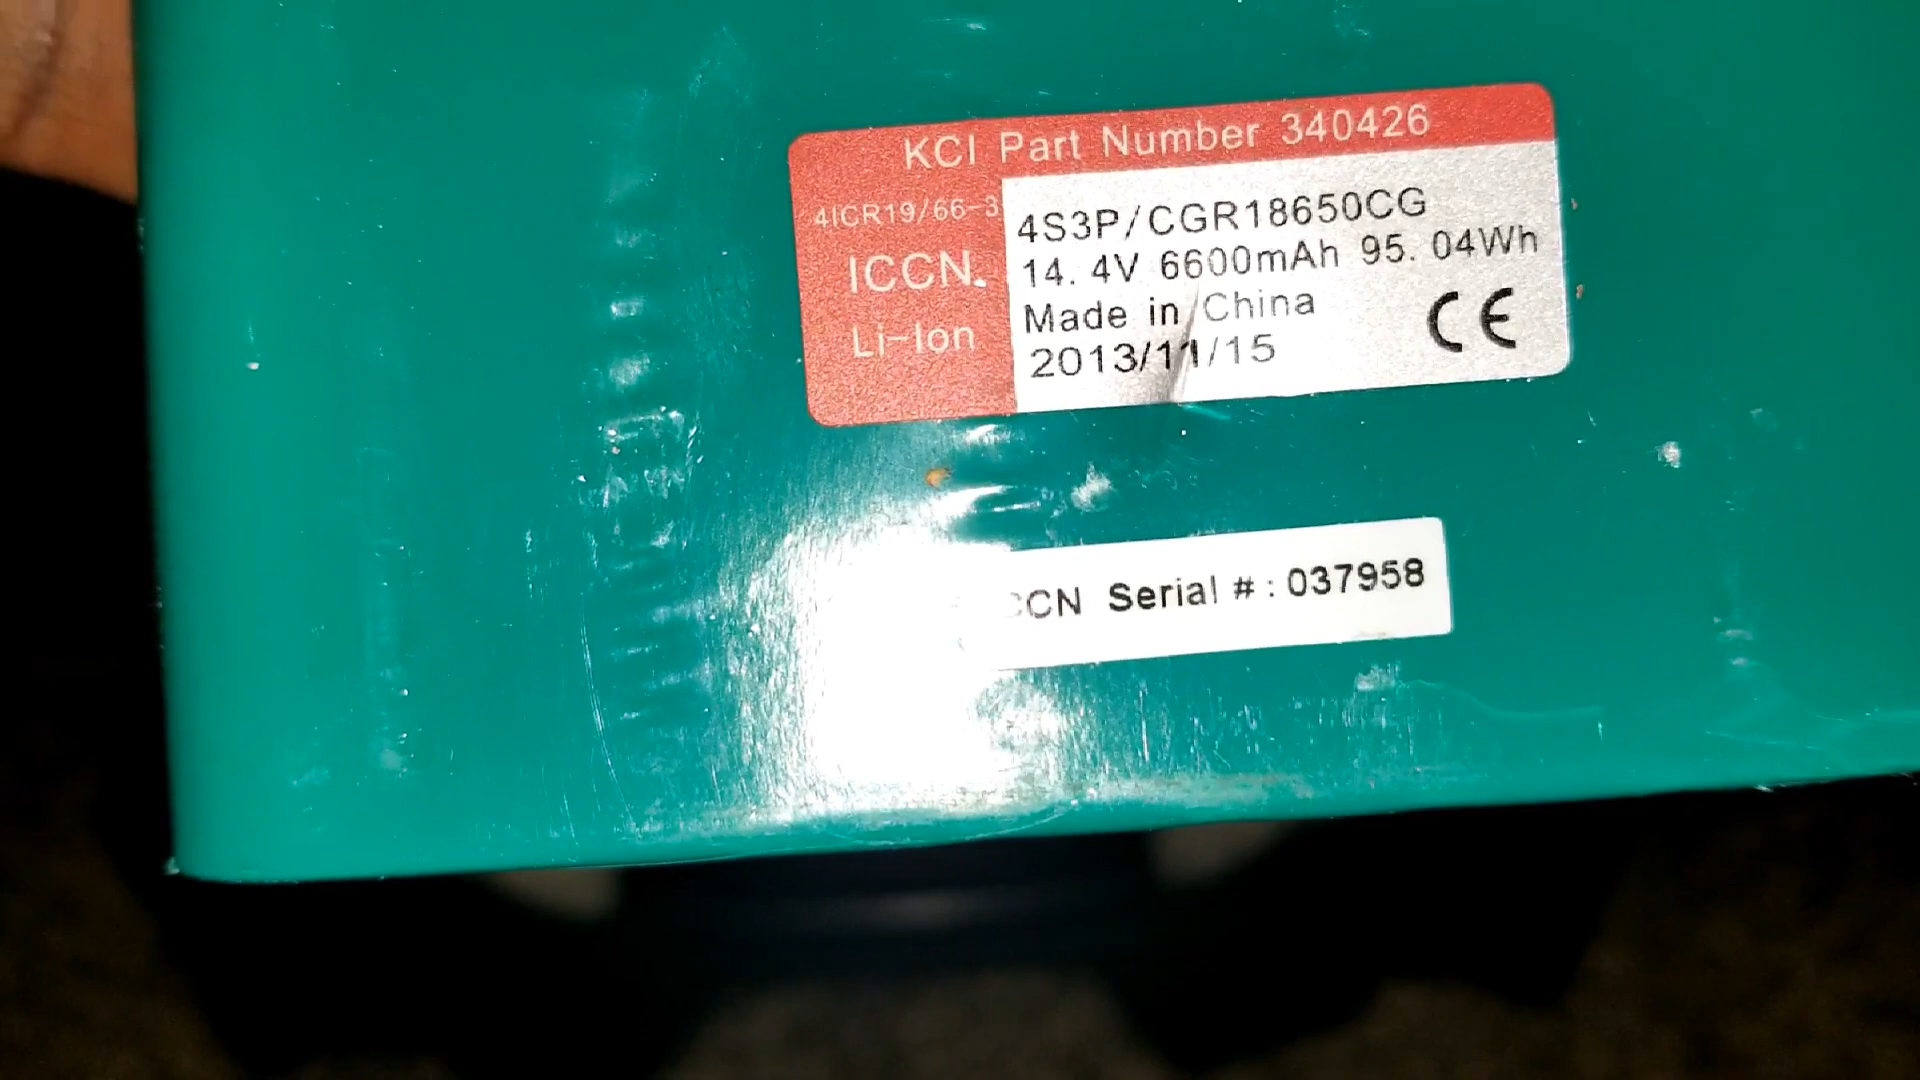 KCI Part Number 340426
4ICR19/66-3
ICCN.
Li-Ion
4S3P/CGR18650CG
14. 4V 6600mAh 95. 04Wh
Made in China
2013/11/15
CE
CCN Serial #: 037958